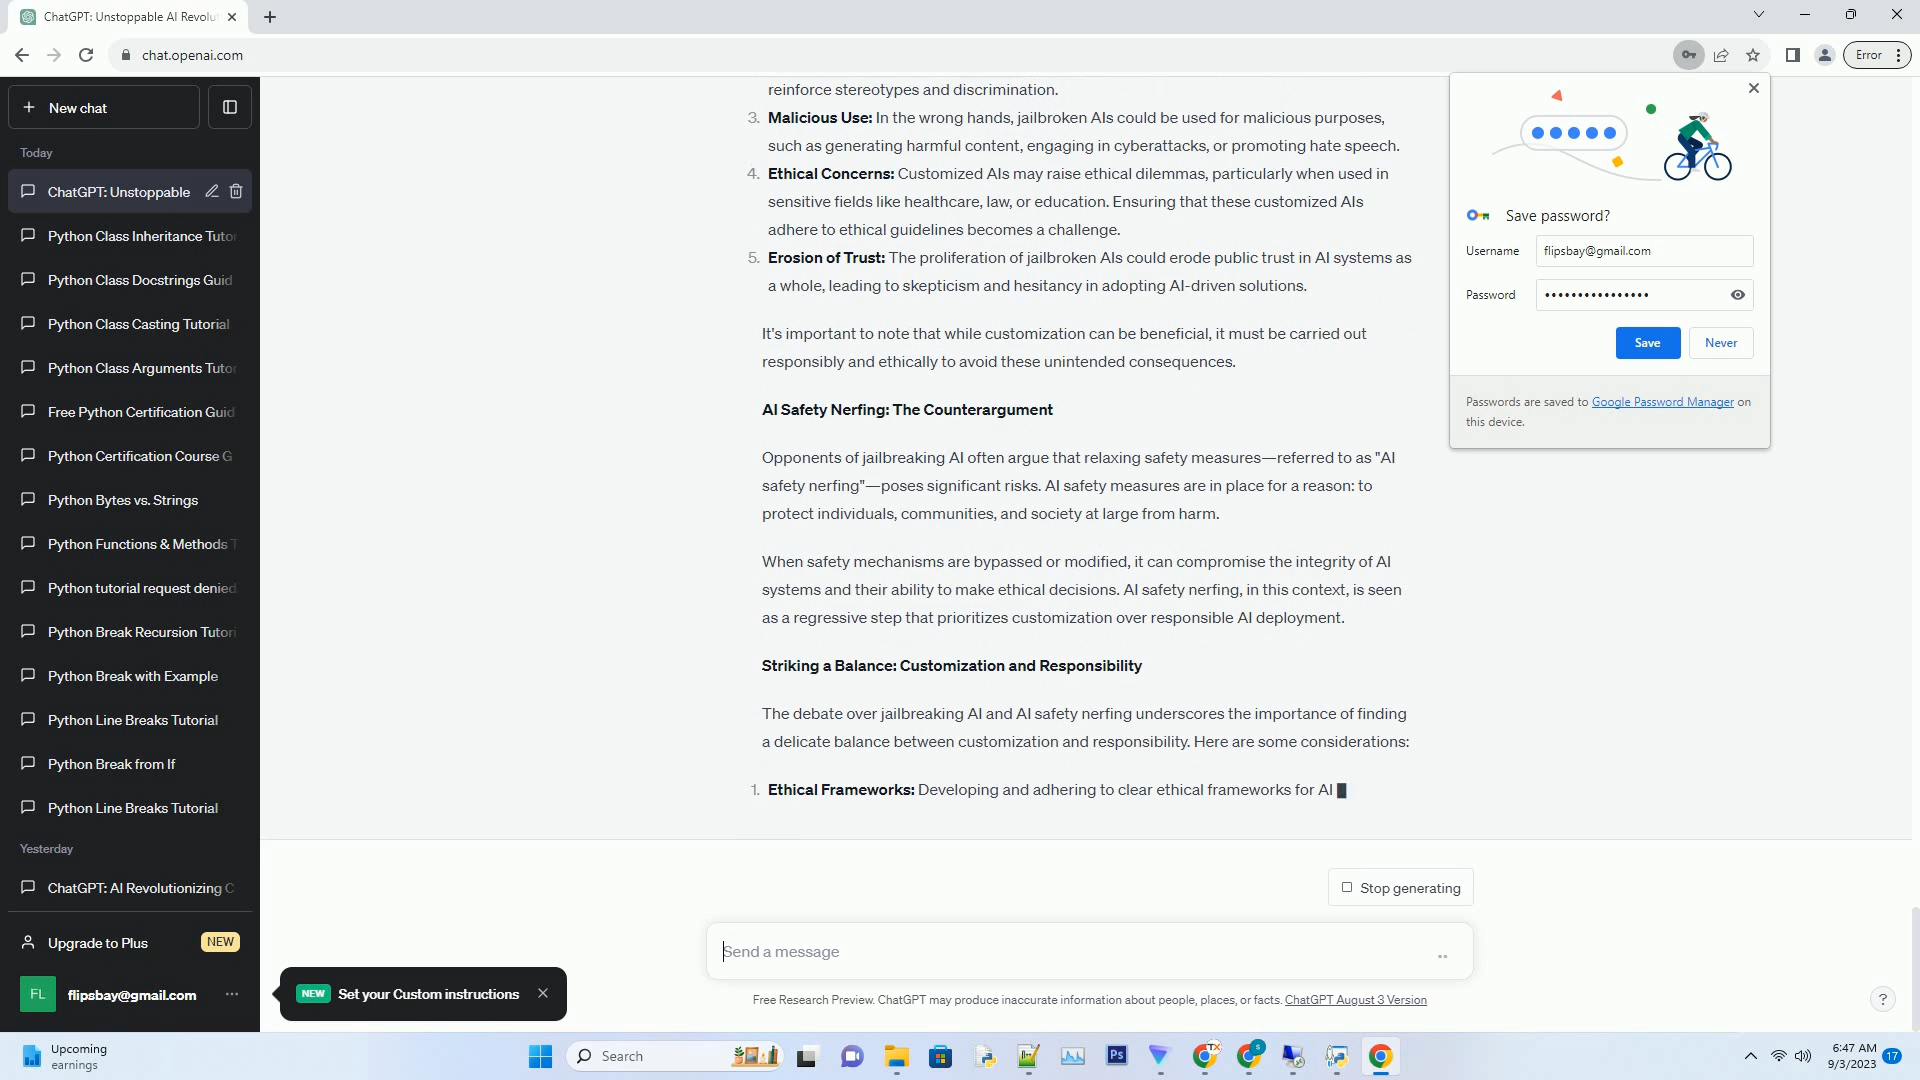 ChatGPT: Unstoppable AI Revolu
chat.openai.com
Error
New chat
Today
ChatGPT: Unstoppable
Python Class Inheritance Tutor
Python Class Docstrings Guid
Python Class Casting Tutorial
Python Class Arguments Tutor
Free Python Certification Guid
Python Certification Course G
Python Bytes vs. Strings
Python Functions & Methods T
Python tutorial request denied
Python Break Recursion Tutori
Python Break with Example
Python Line Breaks Tutorial
Python Break from If
Python Line Breaks Tutorial
Yesterday
ChatGPT: AI Revolutionizing C
Upgrade to Plus NEW
FL flipsbay@gmail.com
reinforce stereotypes and discrimination.
3. Malicious Use: In the wrong hands, jailbroken AIs could be used for malicious purposes,
such as generating harmful content, engaging in cyberattacks, or promoting hate speech.
4. Ethical Concerns: Customized AIs may raise ethical dilemmas, particularly when used in
sensitive fields like healthcare, law, or education. Ensuring that these customized AIs
adhere to ethical guidelines becomes a challenge.
5. Erosion of Trust: The proliferation of jailbroken AIs could erode public trust in AI systems as
a whole, leading to skepticism and hesitancy in adopting AI-driven solutions.
It's important to note that while customization can be beneficial, it must be carried out
responsibly and ethically to avoid these unintended consequences.
AI Safety Nerfing: The Counterargument
Opponents of jailbreaking AI often argue that relaxing safety measures—referred to as "AI
safety nerfing"—poses significant risks. AI safety measures are in place for a reason: to
protect individuals, communities, and society at large from harm.
When safety mechanisms are bypassed or modified, it can compromise the integrity of AI
systems and their ability to make ethical decisions. AI safety nerfing, in this context, is seen
as a regressive step that prioritizes customization over responsible AI deployment.
Striking a Balance: Customization and Responsibility
The debate over jailbreaking AI and AI safety nerfing underscores the importance of finding
a delicate balance between customization and responsibility. Here are some considerations:
1. Ethical Frameworks: Developing and adhering to clear ethical frameworks for AI
Stop generating
Send a message
NEW Set your Custom instructions
Free Research Preview. ChatGPT may produce inaccurate information about people, places, or facts. ChatGPT August 3 Version
?
Save password?
Username flipsbay@gmail.com
Password ••••••••••••••••
Save Never
Passwords are saved to Google Password Manager on
this device.
Upcoming
earnings
Search
TX
S
Ps
6:47 AM
9/3/2023
17